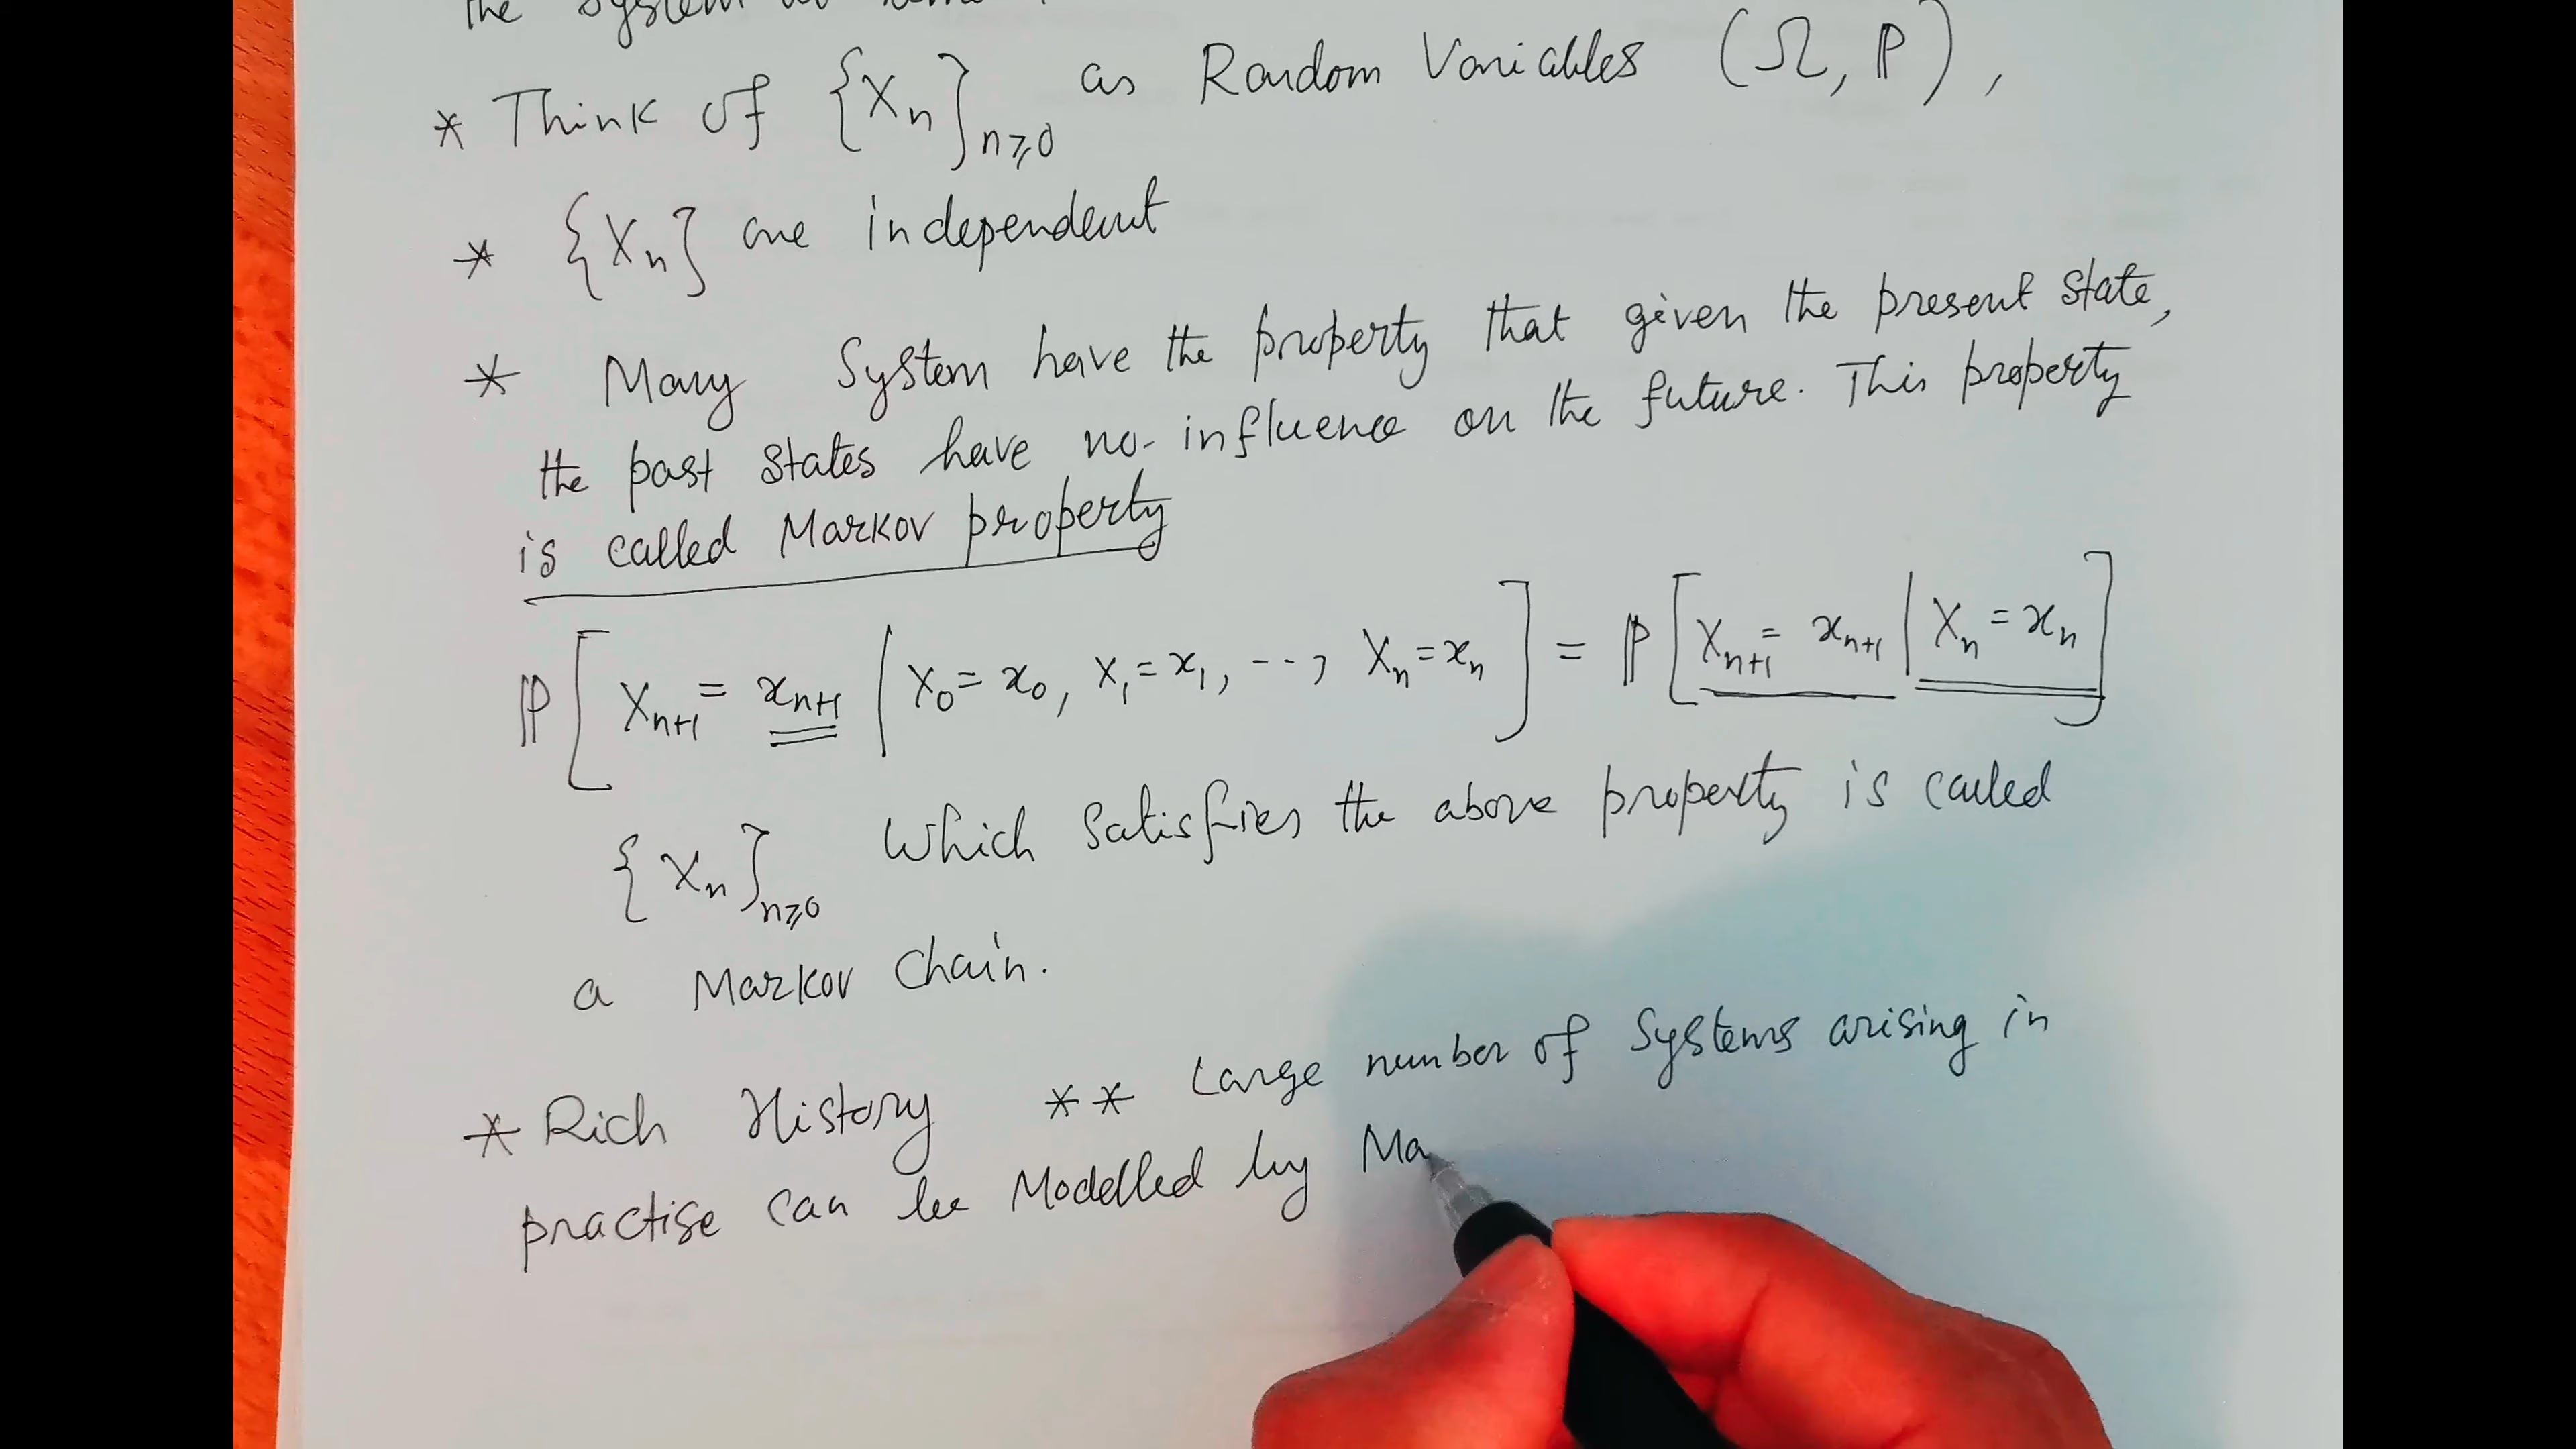 the System at time
* Think of {Xₙ}ₙ≥₀ as Random Variables (Ω, ℙ),
* {Xₙ} are independent
* Many System have the property that given the present state,
the past states have no influence on the future. This property
is called Markov property
ℙ[Xₙ₊₁ = xₙ₊₁ | X₀ = x₀, X₁ = x₁, ..., Xₙ = xₙ] = ℙ[Xₙ₊₁ = xₙ₊₁ | Xₙ = xₙ]
{Xₙ}ₙ≥₀ Which satisfies the above property is called
a Markov Chain.
* Rich History ** Large number of Systems arising in
practise can be Modelled by Ma